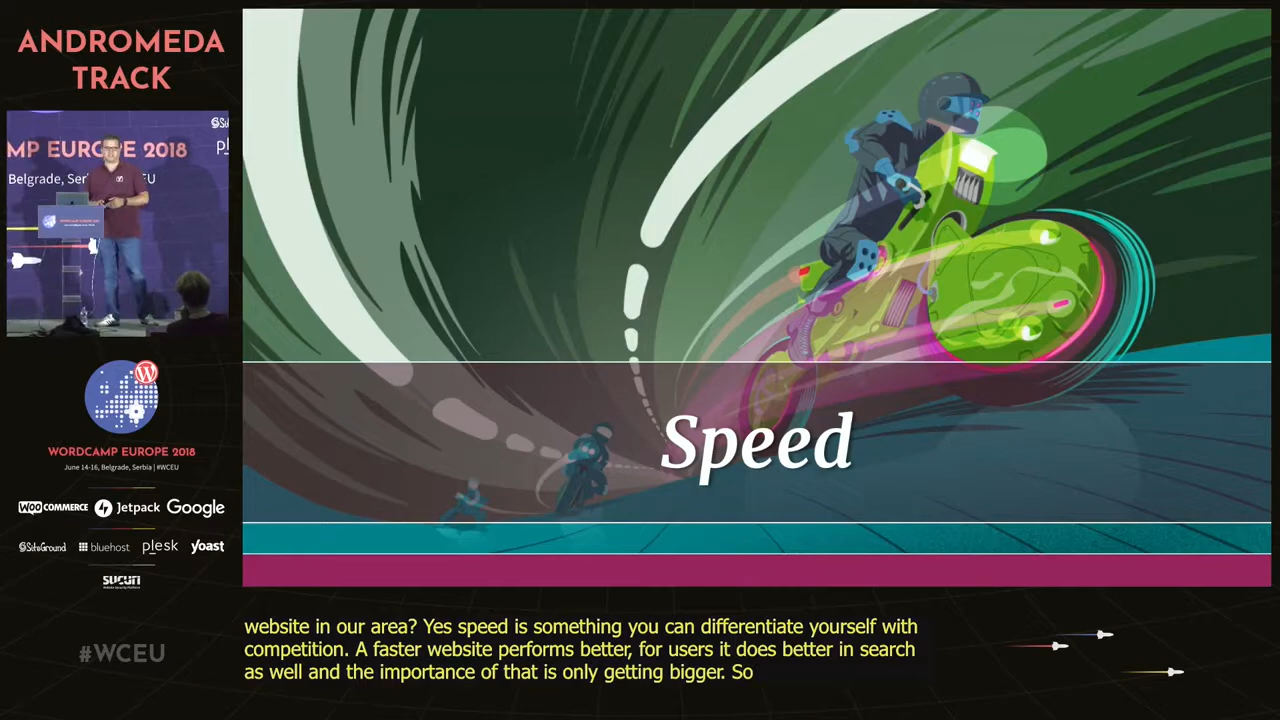 ANDROMEDA
TRACK
MP EUROPE 2018
Belgrade, Ser
EU
WORDCAMP EUROPE 2018
June 14-16, Belgrade, Serbia | #WCEU
WOO COMMERCE
Jetpack
Google
SiteGround
bluehost
plesk
yoast
SUCURI
#WCEU
Speed
website in our area? Yes speed is something you can differentiate yourself with
competition. A faster website performs better, for users it does better in search
as well and the importance of that is only getting bigger. So